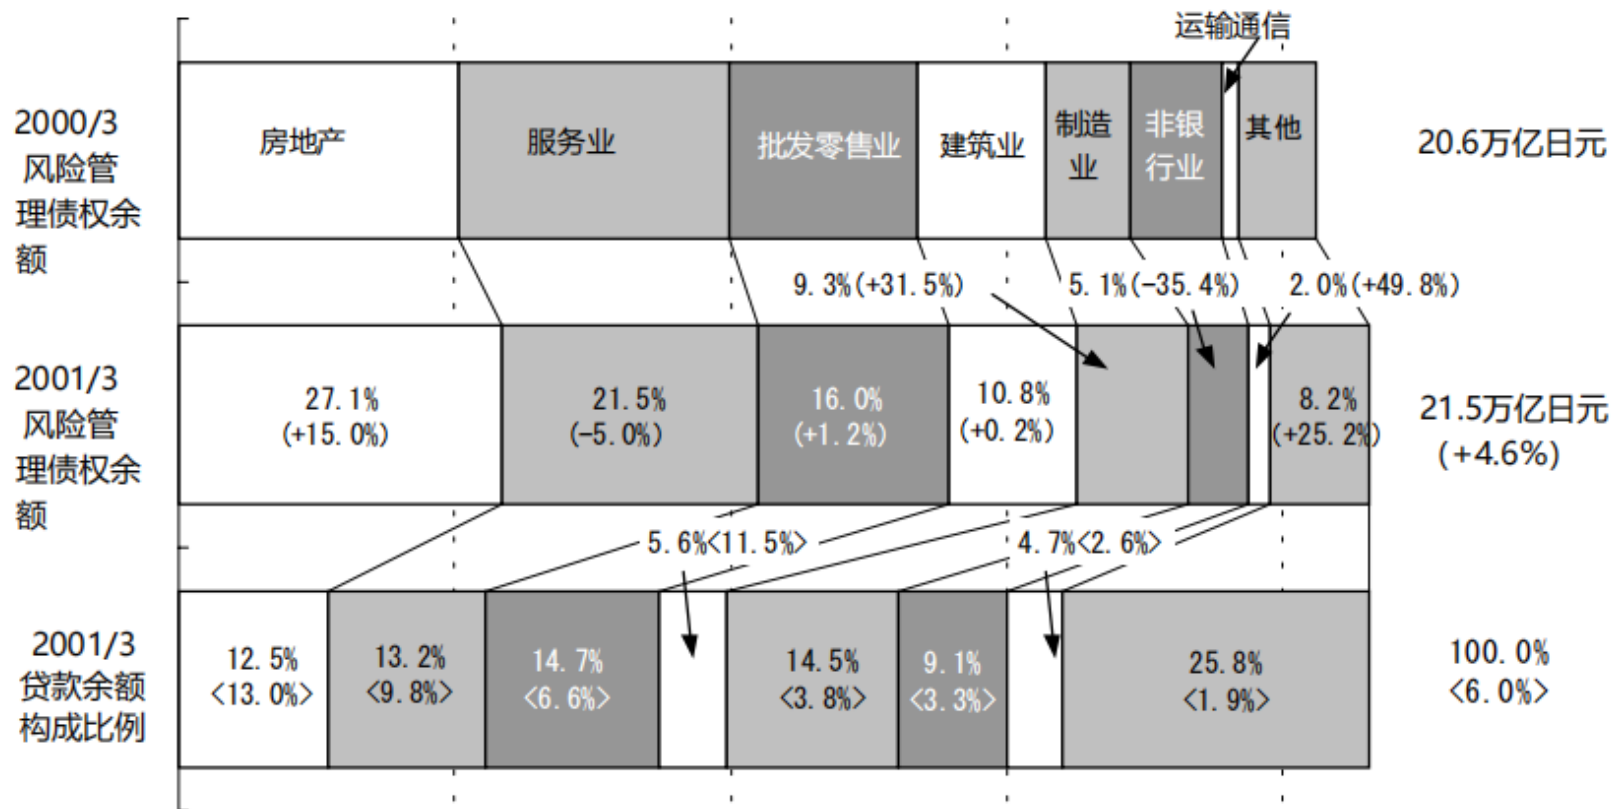 运输通信
2000/3
风险管
理债权余
额
房地产
服务业
批发零售业
建筑业
制造
业
非银
行业
其他
20.6万亿日元
9.3%(+31.5%)
5.1%(-35.4%)
2.0%(+49.8%)
2001/3
风险管
理债权余
额
27.1%
(+15.0%)
21.5%
(-5.0%)
16.0%
(+1.2%)
10.8%
(+0.2%)
8.2%
(+25.2%)
21.5万亿日元
(+4.6%)
5.6%<11.5%>
4.7%<2.6%>
2001/3
贷款余额
构成比例
12.5%
<13.0%>
13.2%
<9.8%>
14.7%
<6.6%>
14.5%
<3.8%>
9.1%
<3.3%>
25.8%
<1.9%>
100.0%
<6.0%>